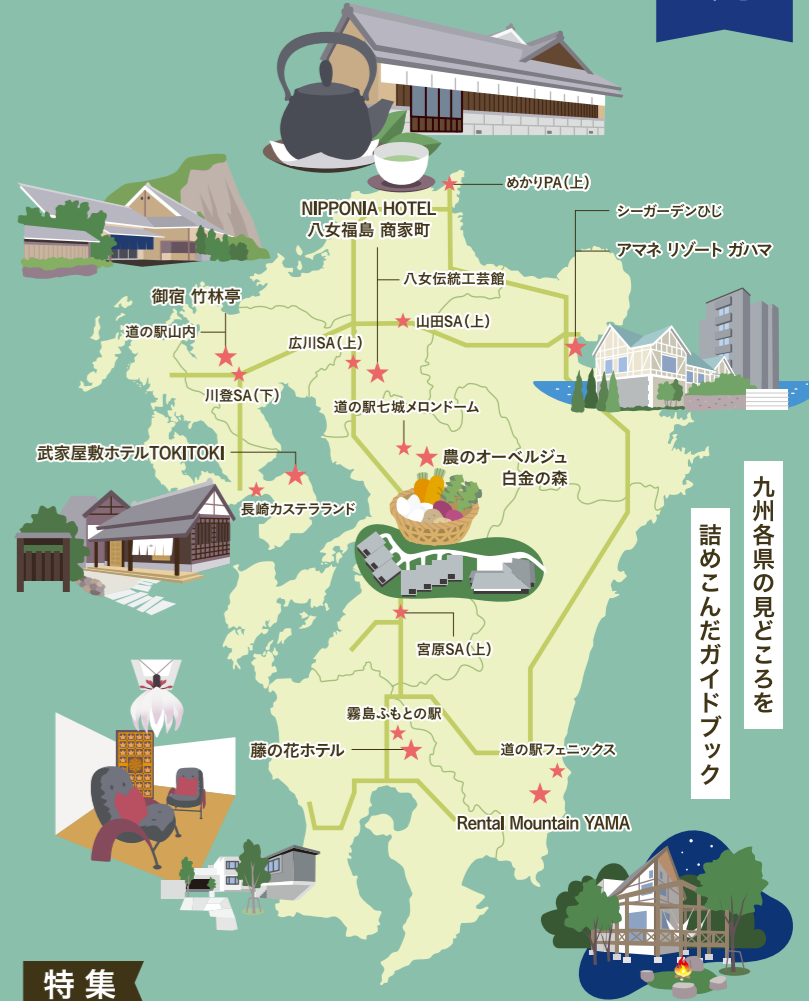 めかりPA(上)
NIPPONIA HOTEL
八女福島 商家町
シーガーデンひじ
アマネ リゾート ガハマ
八女伝統工芸館
御宿 竹林亭
道の駅山内
山田SA(上)
広川SA(上)
川登SA(下)
道の駅七城メロンドーム
武家屋敷ホテルTOKITOKI
農のオーベルジュ
白金の森
長崎カステラランド
九州各県の見どころを
詰めこんだガイドブック
宮原SA(上)
霧島ふもとの駅
藤の花ホテル
道の駅フェニックス
Rental Mountain YAMA
特集